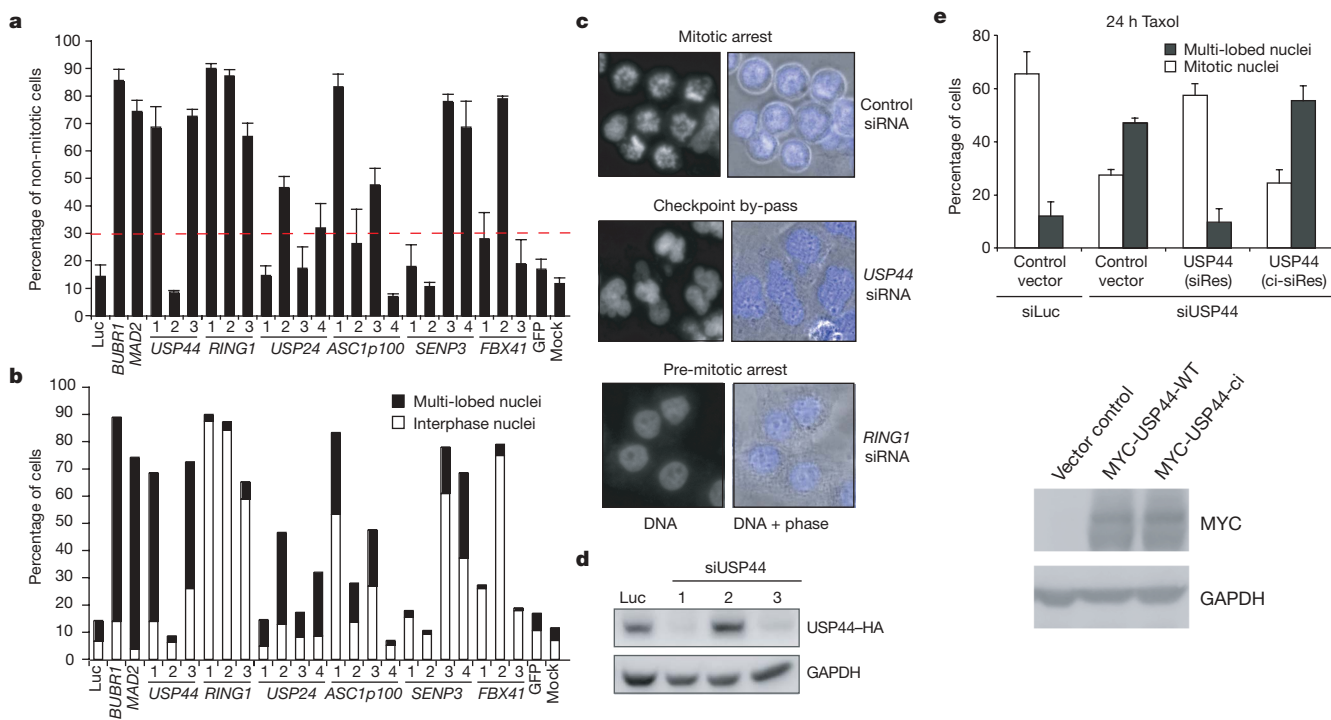 a
Percentage of non-mitotic cells
100
90
80
70
60
50
40
30
20
10
0
Luc BUBR1 MAD2 1 2 3 1 2 3 1 2 3 4 1 2 3 4 1 2 3 4 1 2 3 GFP Mock
USP44 RING1 USP24 ASC1p100 SENP3 FBX41
b
Percentage of cells
100
90
80
70
60
50
40
30
20
10
0
Multi-lobed nuclei
Interphase nuclei
Luc BUBR1 MAD2 1 2 3 1 2 3 1 2 3 4 1 2 3 4 1 2 3 4 1 2 3 GFP Mock
USP44 RING1 USP24 ASC1p100 SENP3 FBX41
c
Mitotic arrest
Control
siRNA
Checkpoint by-pass
USP44
siRNA
Pre-mitotic arrest
RING1
siRNA
DNA DNA + phase
d
siUSP44
Luc 1 2 3
USP44–HA
GAPDH
e
24 h Taxol
Multi-lobed nuclei
Mitotic nuclei
Percentage of cells
80
60
40
20
0
Control Control USP44 USP44
vector vector (siRes) (ci-siRes)
siLuc siUSP44
Vector control
MYC-USP44-WT
MYC-USP44-ci
MYC
GAPDH